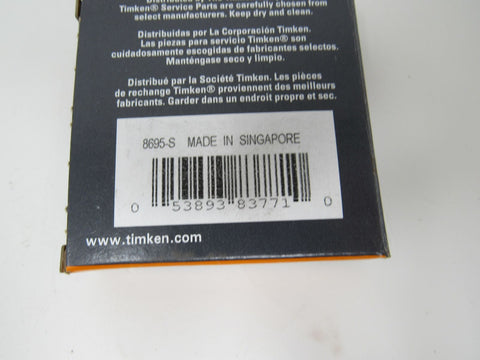 Distributed by The
Timken® Service Parts are carefully chosen from
select manufacturers. Keep dry and clean.
Distribuidas por La Corporación Timken.
Las piezas para servicio Timken® son
cuidadosamente escogidas de fabricantes selectos.
Manténgase seco y limpio.
Distribué par la Société Timken. Les pièces
de rechange Timken® proviennent des meilleurs
fabricants. Garder dans un endroit propre et sec.
8695-S MADE IN SINGAPORE
0 53893 83771 0
www.timken.com